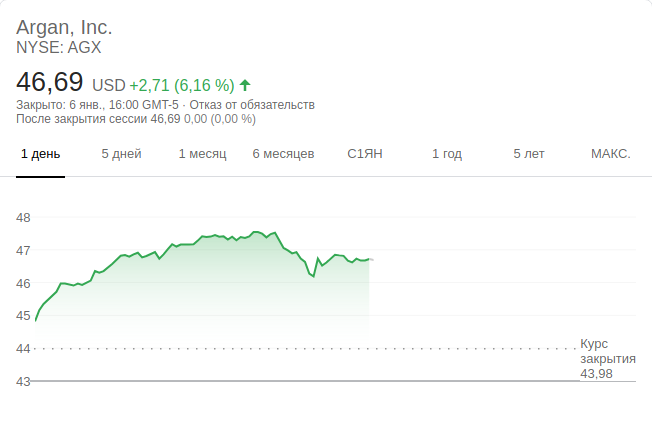 Argan, Inc.
NYSE: AGX
46,69 USD +2,71 (6,16 %)
Закрыто: 6 янв., 16:00 GMT-5 · Отказ от обязательств
После закрытия сессии 46,69 0,00 (0,00 %)
1 день 5 дней 1 месяц 6 месяцев С1ЯН 1 год 5 лет МАКС.
48
47
46
45
44
43
Курс
закрытия
43,98